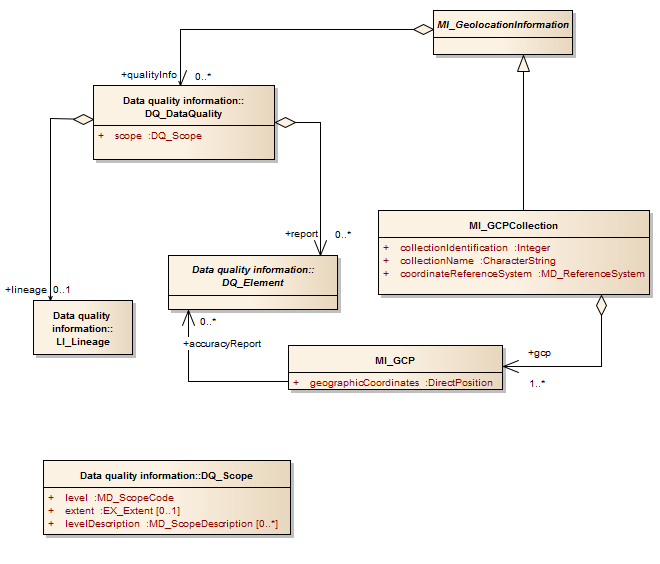 MI_GeolocationInformation
+qualityInfo 0..*
Data quality information::
DQ_DataQuality
+ scope :DQ_Scope
+report 0..*
MI_GCPCollection
+ collectionIdentification :Integer
+ collectionName :CharacterString
+ coordinateReferenceSystem :MD_ReferenceSystem
Data quality information::
DQ_Element
+lineage 0..1
Data quality
information::
LI_Lineage
0..*
+accuracyReport
+gcp
1..*
MI_GCP
+ geographicCoordinates :DirectPosition
Data quality information::DQ_Scope
+ level :MD_ScopeCode
+ extent :EX_Extent [0..1]
+ levelDescription :MD_ScopeDescription [0..*]